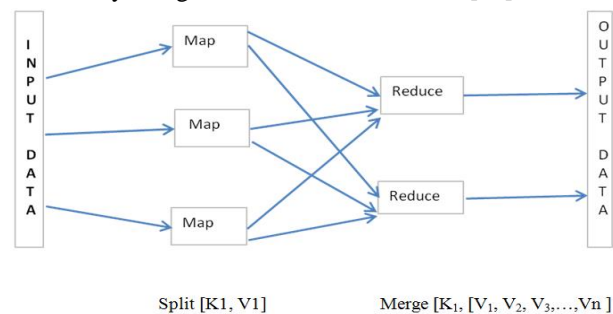 INPUT DATA
Map
Map
Map
Reduce
Reduce
OUTPUT DATA
Split [K1, V1]
Merge [K₁, [V₁, V₂, V₃,…,Vn ]